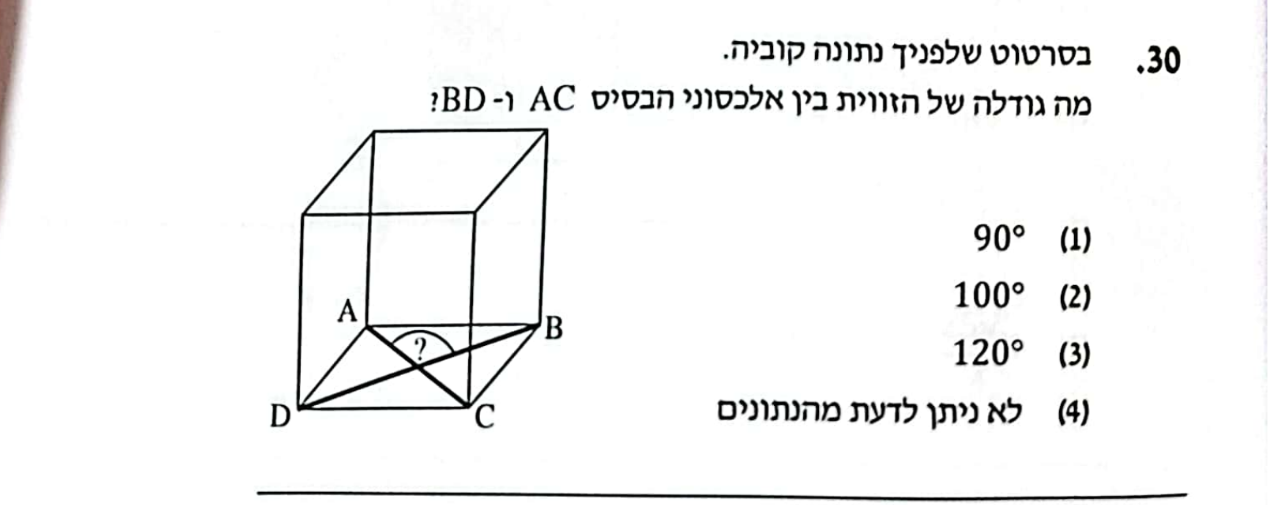 30. בסרטוט שלפניך נתונה קוביה.
מה גודלה של הזווית בין אלכסוני הבסיס AC ו- BD?
(1) 90°
(2) 100°
(3) 120°
(4) לא ניתן לדעת מהנתונים
A
B
?
D
C